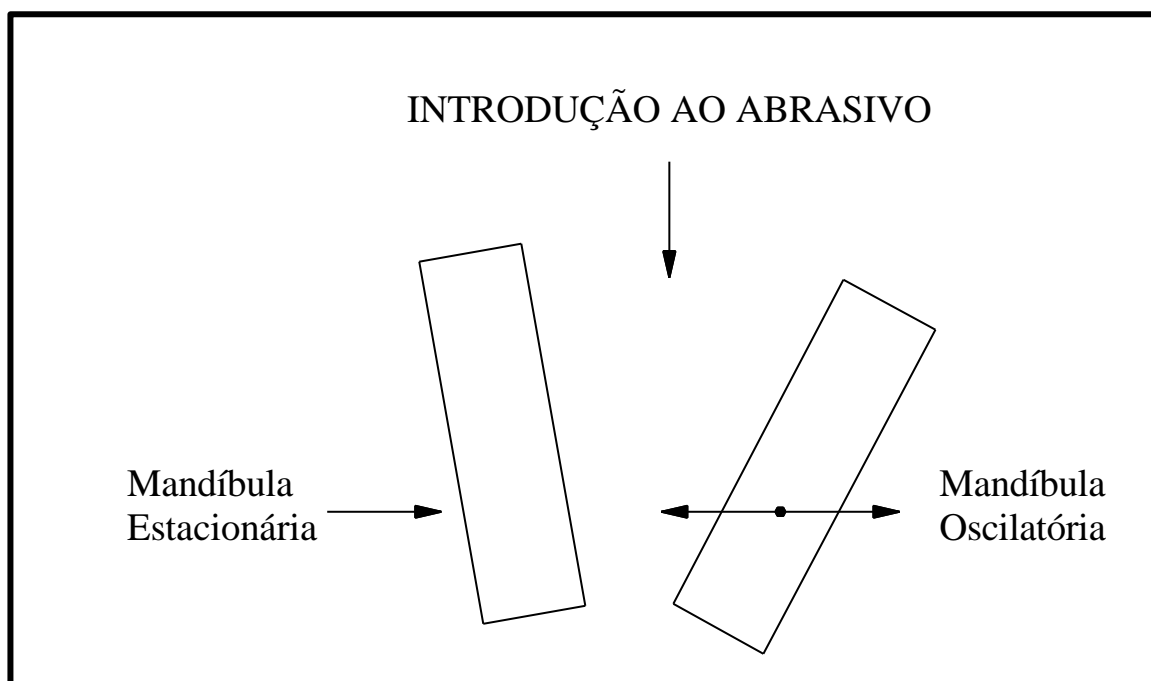 INTRODUÇÃO AO ABRASIVO
Mandíbula
Estacionária
Mandíbula
Oscilatória